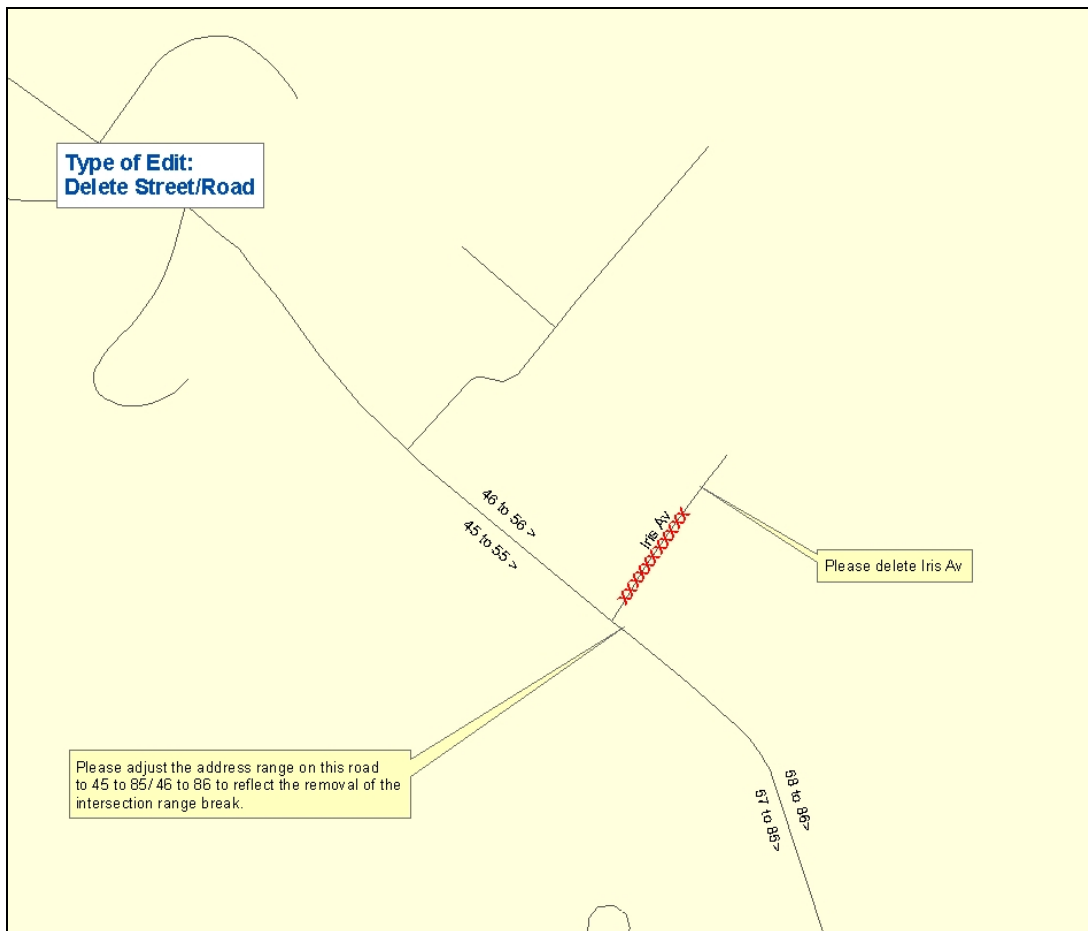 Type of Edit:
Delete Street/Road
46 to 56 >
45 to 55 >
Iris Av
XXXXXXXXXXXX
Please delete Iris Av
Please adjust the address range on this road
to 45 to 85/ 46 to 86 to reflect the removal of the
intersection range break.
68 to 86>
67 to 85>